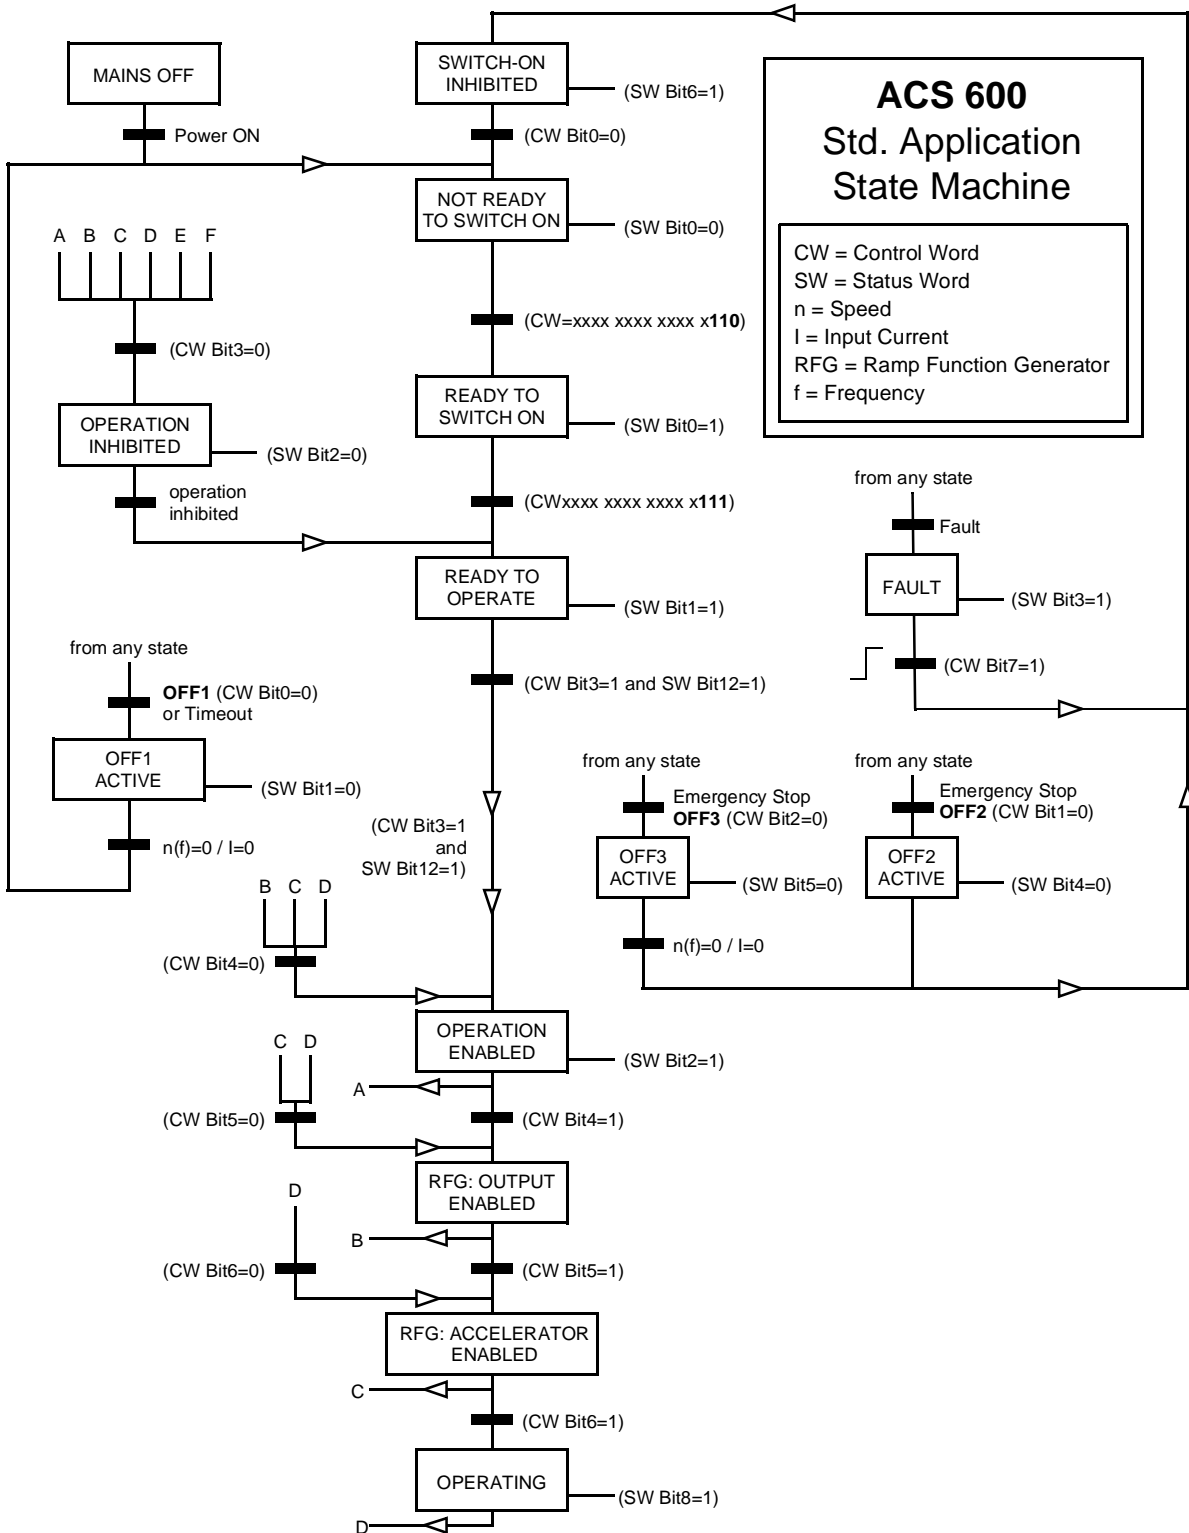 MAINS OFF
Power ON
SWITCH-ON
INHIBITED
(SW Bit6=1)
(CW Bit0=0)
ACS 600
Std. Application
State Machine
CW = Control Word
SW = Status Word
n = Speed
I = Input Current
RFG = Ramp Function Generator
f = Frequency
NOT READY
TO SWITCH ON
(SW Bit0=0)
A B C D E F
(CW Bit3=0)
(CW=xxxx xxxx xxxx x110)
OPERATION
INHIBITED
(SW Bit2=0)
READY TO
SWITCH ON
(SW Bit0=1)
operation
inhibited
(CWxxxx xxxx xxxx x111)
from any state
Fault
FAULT
(SW Bit3=1)
(CW Bit7=1)
READY TO
OPERATE
(SW Bit1=1)
from any state
OFF1 (CW Bit0=0)
or Timeout
(CW Bit3=1 and SW Bit12=1)
OFF1
ACTIVE
(SW Bit1=0)
n(f)=0 / I=0
(CW Bit3=1
and
SW Bit12=1)
from any state
Emergency Stop
OFF3 (CW Bit2=0)
OFF3
ACTIVE
(SW Bit5=0)
n(f)=0 / I=0
from any state
Emergency Stop
OFF2 (CW Bit1=0)
OFF2
ACTIVE
(SW Bit4=0)
B C D
(CW Bit4=0)
OPERATION
ENABLED
(SW Bit2=1)
C D
A
(CW Bit5=0)
(CW Bit4=1)
RFG: OUTPUT
ENABLED
D
B
(CW Bit6=0)
(CW Bit5=1)
RFG: ACCELERATOR
ENABLED
C
(CW Bit6=1)
OPERATING
(SW Bit8=1)
D